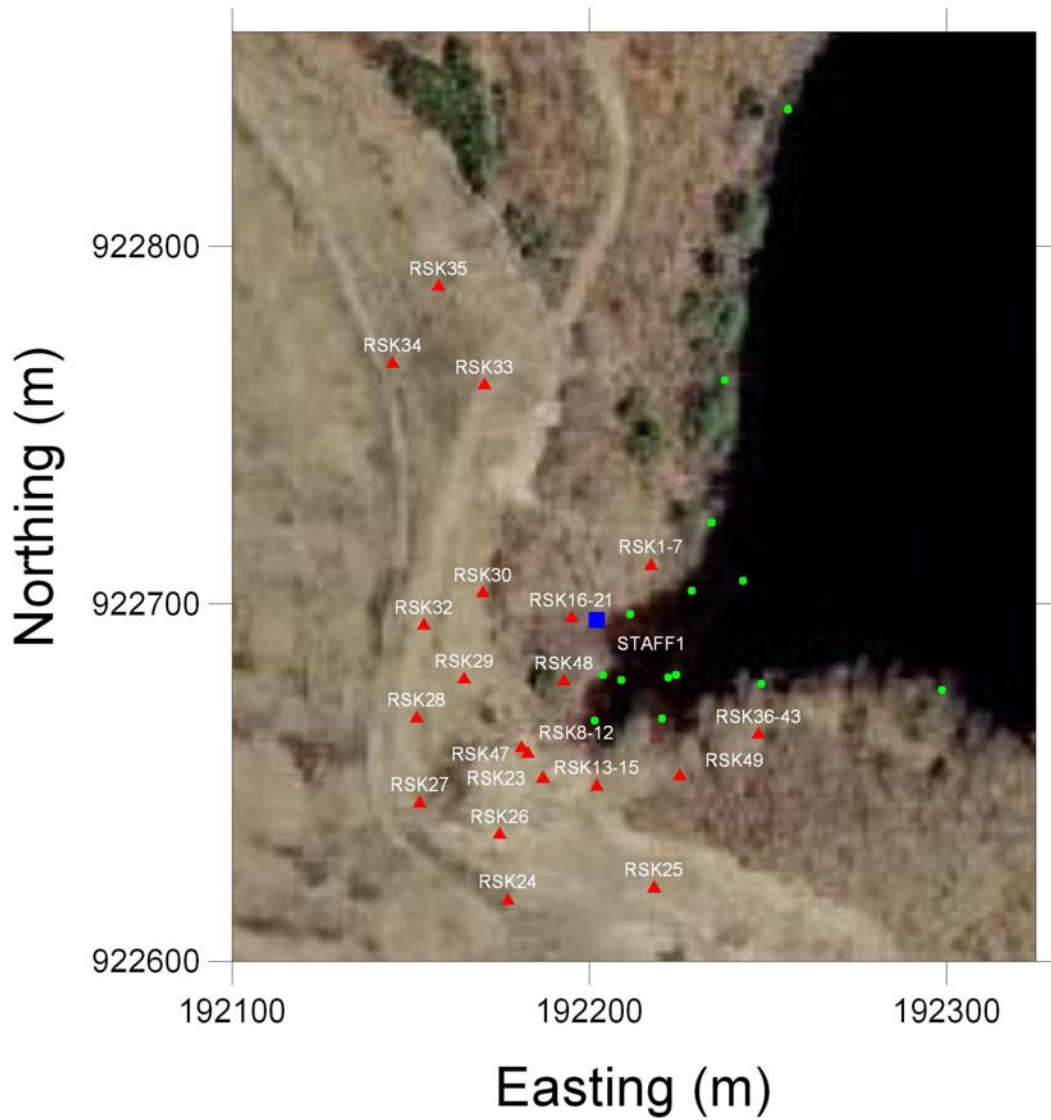 922800
RSK35
RSK34
RSK33
RSK1-7
922700
RSK30
RSK16-21
RSK32
STAFF1
RSK29
RSK48
RSK28
RSK36-43
RSK8-12
RSK47
RSK49
RSK23
RSK13-15
RSK27
RSK26
RSK25
RSK24
922600
192100
192200
192300
Northing (m)
Easting (m)